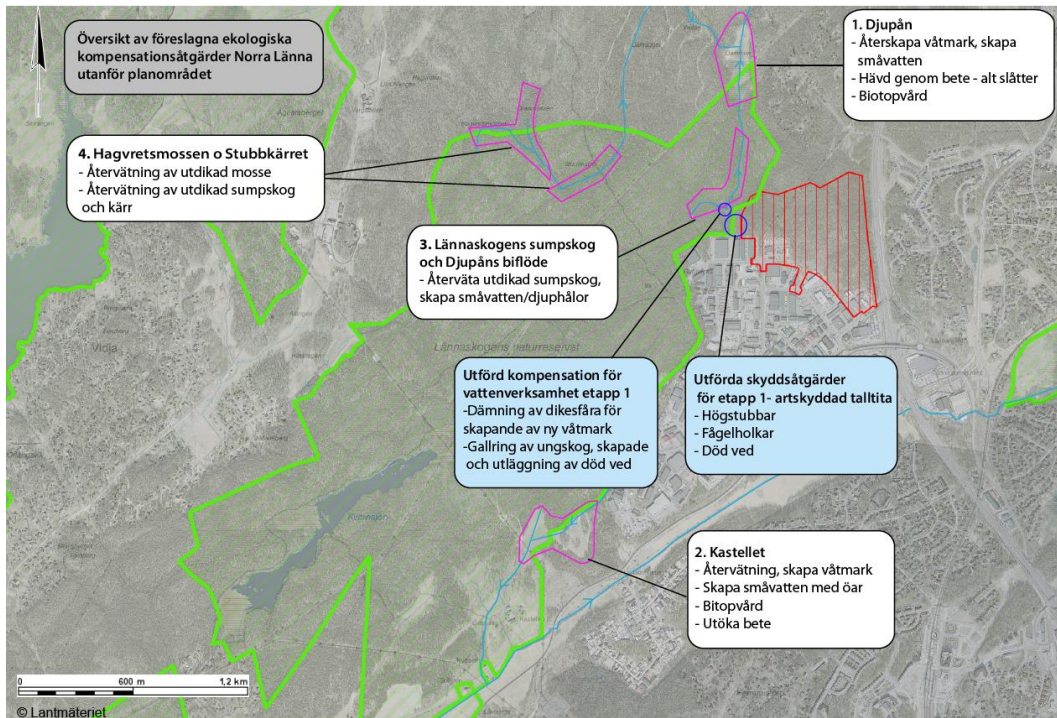 Översikt av föreslagna ekologiska
kompensationsåtgärder Norra Länna
utanför planområdet
1. Djupån
- Återskapa våtmark, skapa
småvatten
- Hävd genom bete - alt slåtter
- Biotopvård
4. Hagvretsmossen o Stubbkärret
- Återvätning av utdikad mosse
- Återvätning av utdikad sumpskog
och kärr
3. Lännaskogens sumpskog
och Djupåns biflöde
- Återväta utdikad sumpskog,
skapa småvatten/djuphålor
Vidja
Lännaskogens naturreservat
Utförd kompensation för
vattenverksamhet etapp 1
-Dämning av dikesfåra för
skapande av ny våtmark
-Gallring av ungskog, skapade
och utläggning av död ved
Utförda skyddsåtgärder
för etapp 1- artskyddad talltita
- Högstubbar
- Fågelholkar
- Död ved
2. Kastellet
- Återvätning, skapa våtmark
- Skapa småvatten med öar
- Bitopvård
- Utöka bete
0 600 m 1,2 km
© Lantmäteriet